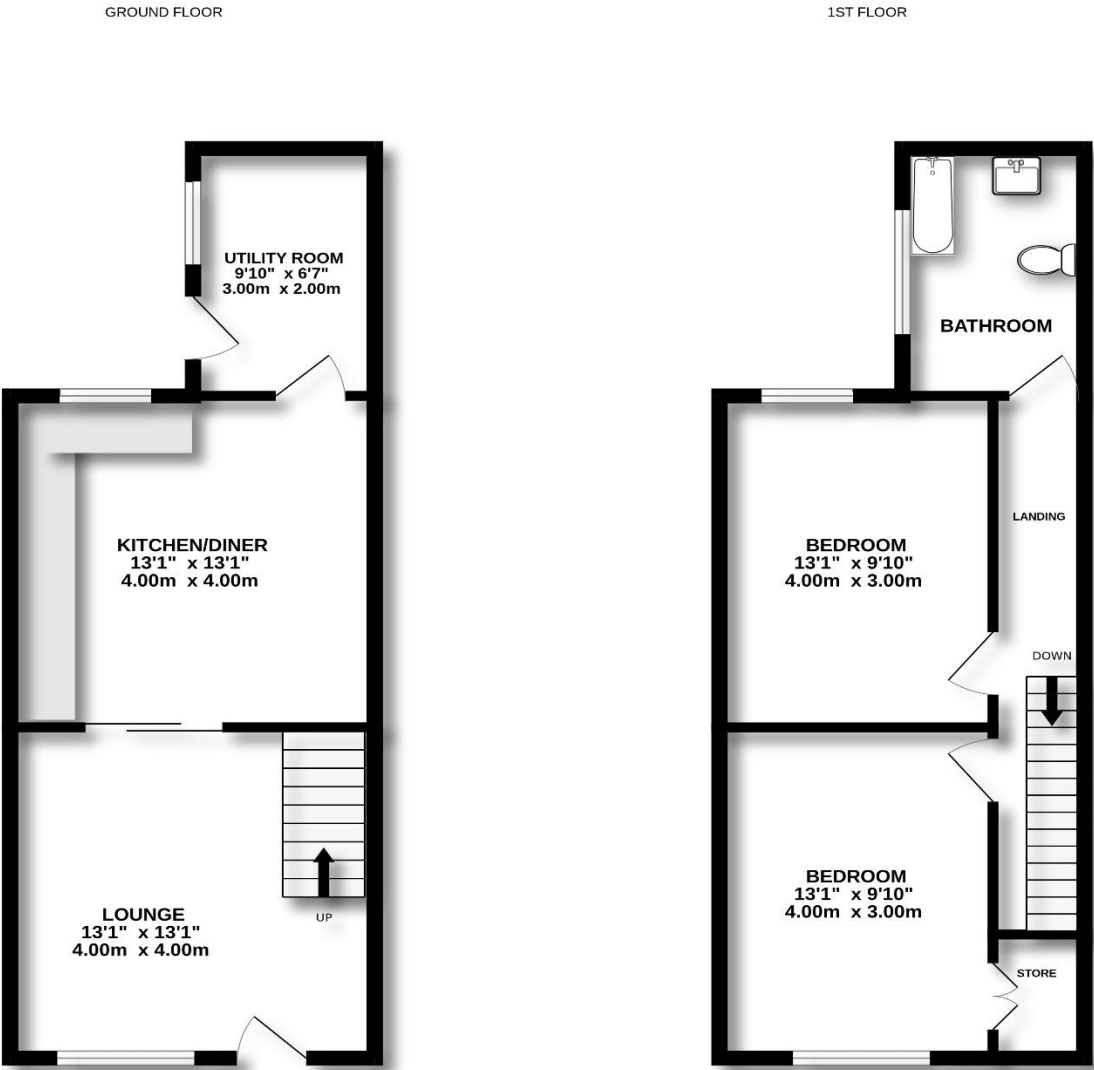 GROUND FLOOR
UTILITY ROOM
9'10" x 6'7"
3.00m x 2.00m
KITCHEN/DINER
13'1" x 13'1"
4.00m x 4.00m
LOUNGE
13'1" x 13'1"
4.00m x 4.00m
UP
1ST FLOOR
BATHROOM
LANDING
BEDROOM
13'1" x 9'10"
4.00m x 3.00m
DOWN
BEDROOM
13'1" x 9'10"
4.00m x 3.00m
STORE